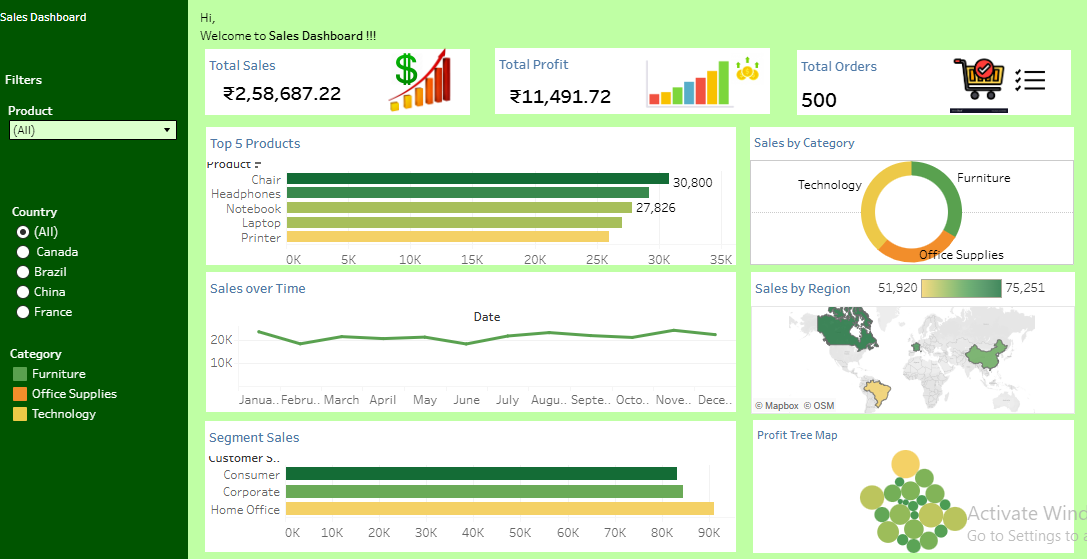 Sales Dashboard
Filters
Product
(All)
Country
(All)
Canada
Brazil
China
France
Category
Furniture
Office Supplies
Technology
Hi,
Welcome to Sales Dashboard !!!
Total Sales
₹2,58,687.22
Total Profit
₹11,491.72
Total Orders
500
Top 5 Products
Product
Chair
Headphones
Notebook
Laptop
Printer
30,800
27,826
0K 5K 10K 15K 20K 25K 30K 35K
Sales by Category
Technology
Furniture
Office Supplies
Sales over Time
Date
20K
10K
Janua.. Febru.. March April May June July Augu.. Septe.. Octo.. Nove.. Dece..
Sales by Region
51,920 75,251
© Mapbox © OSM
Segment Sales
Customer S..
Consumer
Corporate
Home Office
0K 10K 20K 30K 40K 50K 60K 70K 80K 90K
Profit Tree Map
Activate Wind
Go to Settings to a